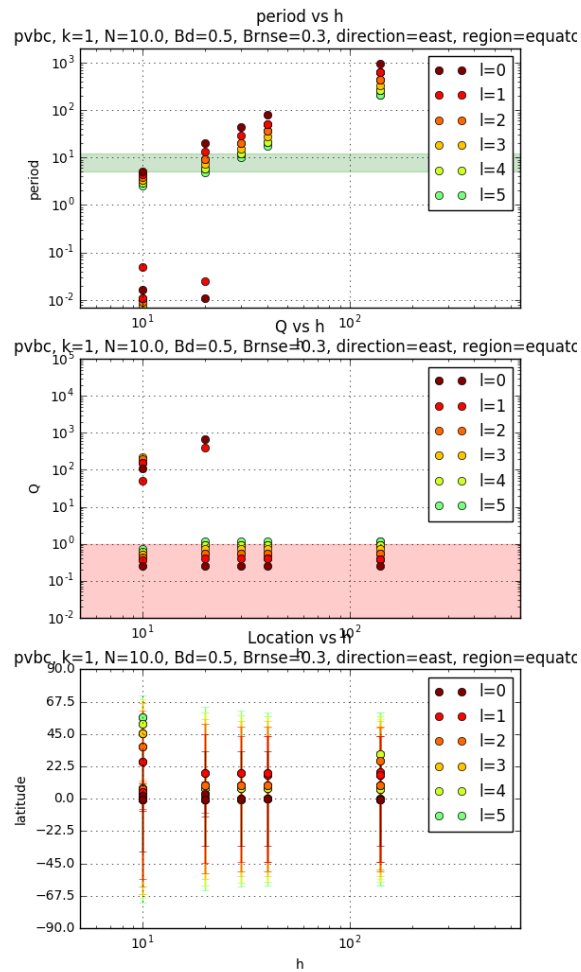 period vs h
pvbc, k=1, N=10.0, Bd=0.5, Brnse=0.3, direction=east, region=equato
10³
10²
10¹
10⁰
10⁻¹
10⁻²
period
l=0
l=1
l=2
l=3
l=4
l=5
10¹
10²
h
Q vs h
pvbc, k=1, N=10.0, Bd=0.5, Brnse=0.3, direction=east, region=equato
10⁵
10⁴
10³
10²
10¹
10⁰
10⁻¹
10⁻²
Q
l=0
l=1
l=2
l=3
l=4
l=5
10¹
10²
h
Location vs h
pvbc, k=1, N=10.0, Bd=0.5, Brnse=0.3, direction=east, region=equato
90.0
67.5
45.0
22.5
0.0
−22.5
−45.0
−67.5
−90.0
latitude
l=0
l=1
l=2
l=3
l=4
l=5
10¹
10²
h